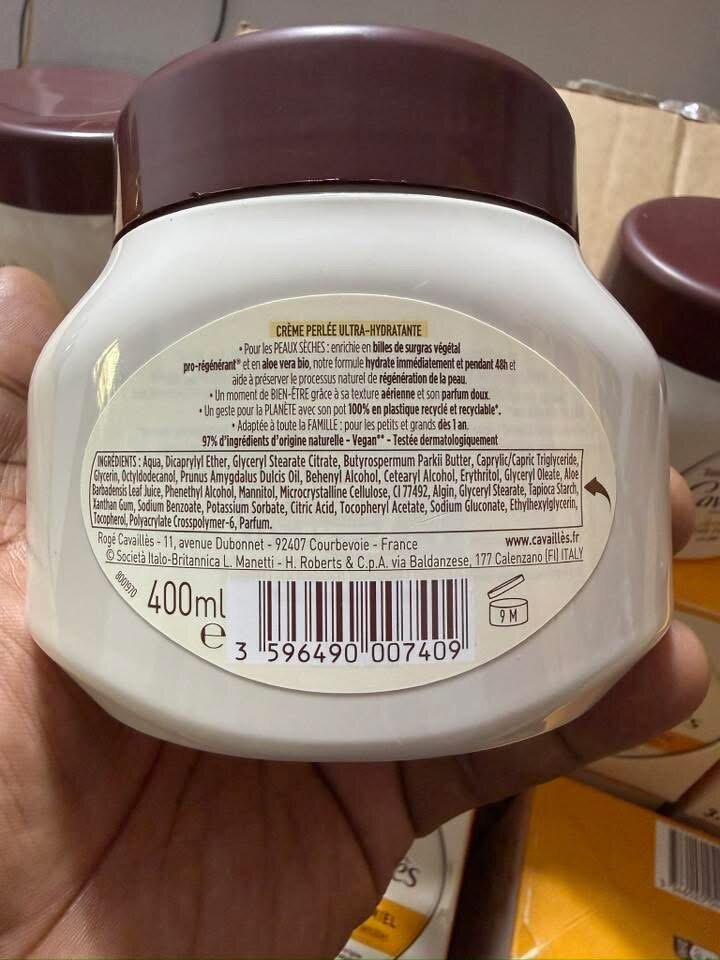 CRÈME PERLÉE ULTRA-HYDRATANTE
• Pour les PEAUX SÈCHES : enrichie en billes de surgras végétal
pro-régénérant* et en aloe vera bio, notre formule hydrate immédiatement et pendant 48h et
aide à préserver le processus naturel de régénération de la peau.
• Un moment de BIEN-ÊTRE grâce à sa texture aérienne et son parfum doux.
• Un geste pour la PLANÈTE avec son pot 100% en plastique recyclé et recyclable*.
• Adaptée à toute la FAMILLE : pour les petits et grands dès 1 an.
97% d'ingrédients d'origine naturelle - Vegan** - Testée dermatologiquement
INGRÉDIENTS : Aqua, Dicaprylyl Ether, Glyceryl Stearate Citrate, Butyrospermum Parkii Butter, Caprylic/Capric Triglyceride,
Glycerin, Octyldodecanol, Prunus Amygdalus Dulcis Oil, Behenyl Alcohol, Cetearyl Alcohol, Erythritol, Glyceryl Oleate, Aloe
Barbadensis Leaf Juice, Phenethyl Alcohol, Mannitol, Microcrystalline Cellulose, CI 77492, Algin, Glyceryl Stearate, Tapioca Starch,
Xanthan Gum, Sodium Benzoate, Potassium Sorbate, Citric Acid, Tocopheryl Acetate, Sodium Gluconate, Ethylhexylglycerin,
Tocopherol, Polyacrylate Crosspolymer-6, Parfum.
Rogé Cavaillès - 11, avenue Dubonnet - 92407 Courbevoie - France
www.cavaillès.fr
© Società Italo-Britannica L. Manetti - H. Roberts & C.p.A. via Baldanzese, 177 Calenzano (FI) ITALY
8001970
400ml
e
9 M
3 596490 007409